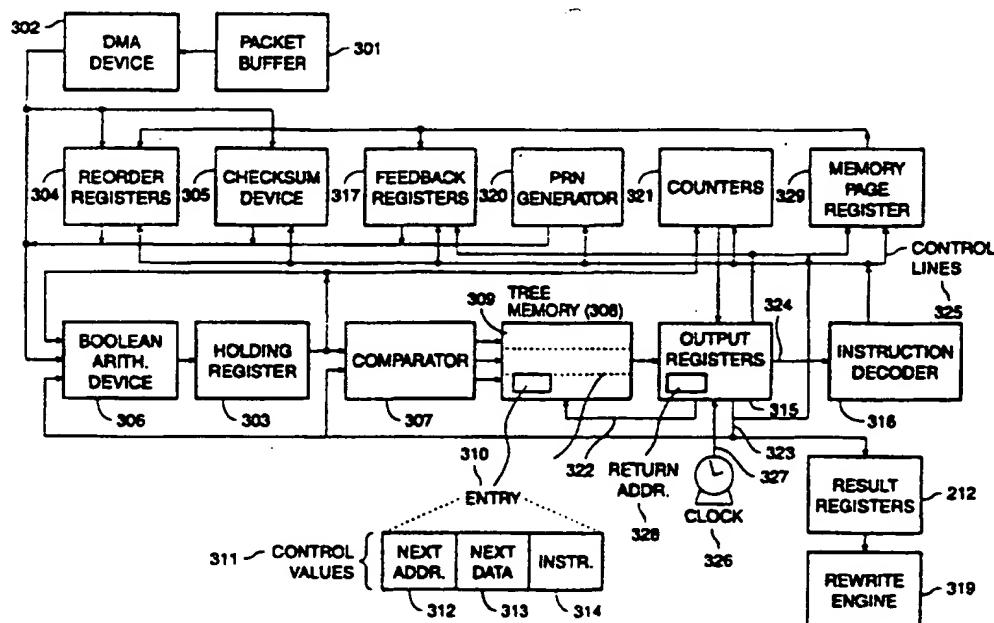 302
DMA
DEVICE
PACKET
BUFFER
301
304
REORDER
REGISTERS
305
CHECKSUM
DEVICE
317
FEEDBACK
REGISTERS
320
PRN
GENERATOR
321
COUNTERS
329
MEMORY
PAGE
REGISTER
CONTROL
LINES
325
BOOLEAN
ARITH.
DEVICE
306
HOLDING
REGISTER
303
COMPARATOR
307
309
TREE
MEMORY (308)
OUTPUT
REGISTERS
315
324
INSTRUCTION
DECODER
316
310
322
323
327
ENTRY
RETURN
ADDR.
328
CLOCK
326
RESULT
REGISTERS
212
311
CONTROL
VALUES
NEXT
ADDR.
312
NEXT
DATA
313
INSTR.
314
REWRITE
ENGINE
319